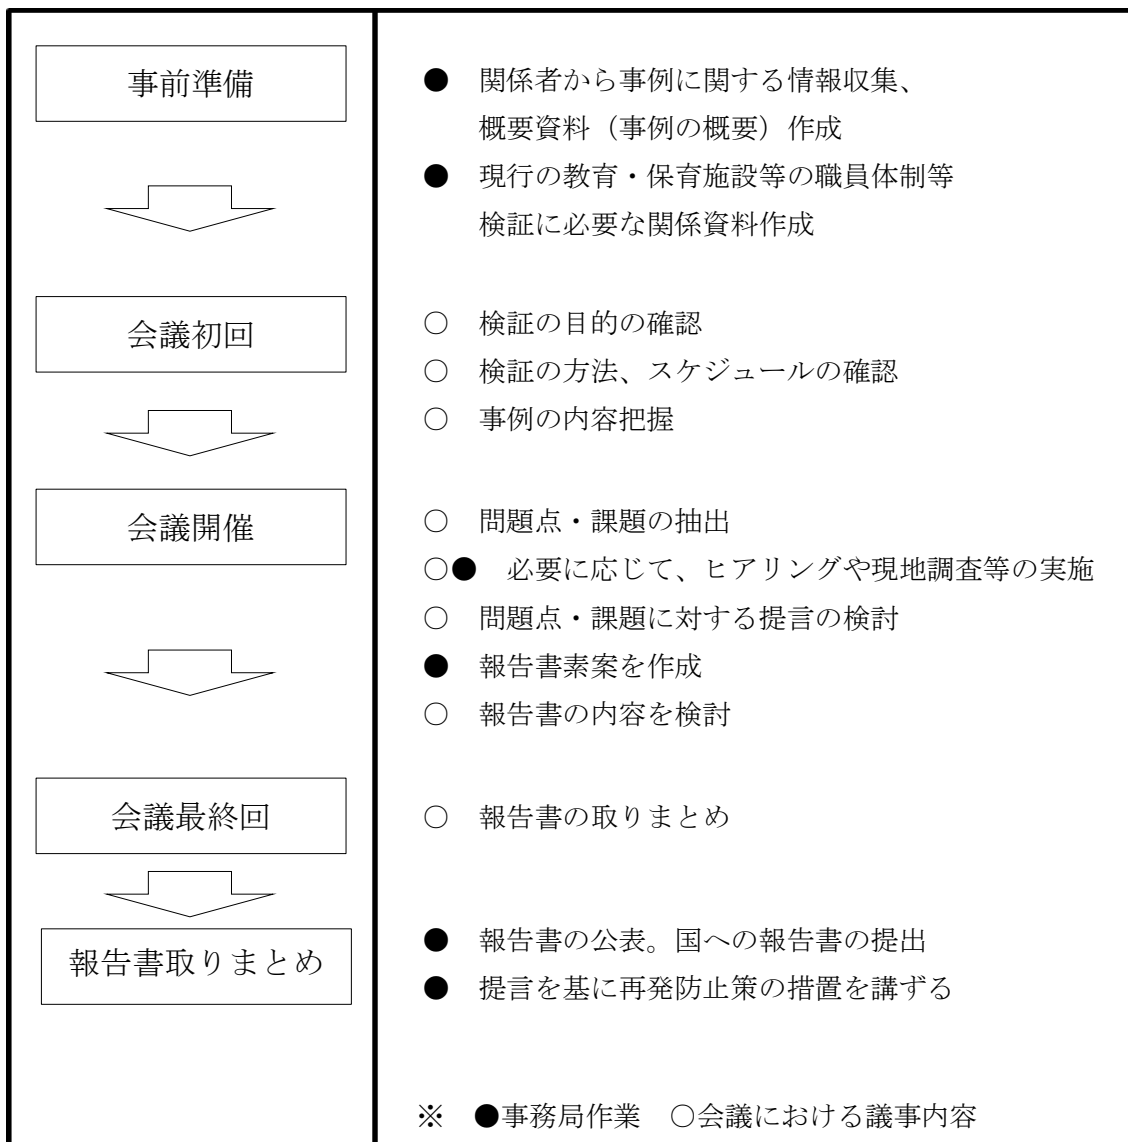 事前準備
● 関係者から事例に関する情報収集、
概要資料（事例の概要）作成
● 現行の教育・保育施設等の職員体制等
検証に必要な関係資料作成
会議初回
○ 検証の目的の確認
○ 検証の方法、スケジュールの確認
○ 事例の内容把握
会議開催
○ 問題点・課題の抽出
○● 必要に応じて、ヒアリングや現地調査等の実施
○ 問題点・課題に対する提言の検討
● 報告書素案を作成
○ 報告書の内容を検討
会議最終回
○ 報告書の取りまとめ
報告書取りまとめ
● 報告書の公表。国への報告書の提出
● 提言を基に再発防止策の措置を講ずる
※ ●事務局作業 ○会議における議事内容